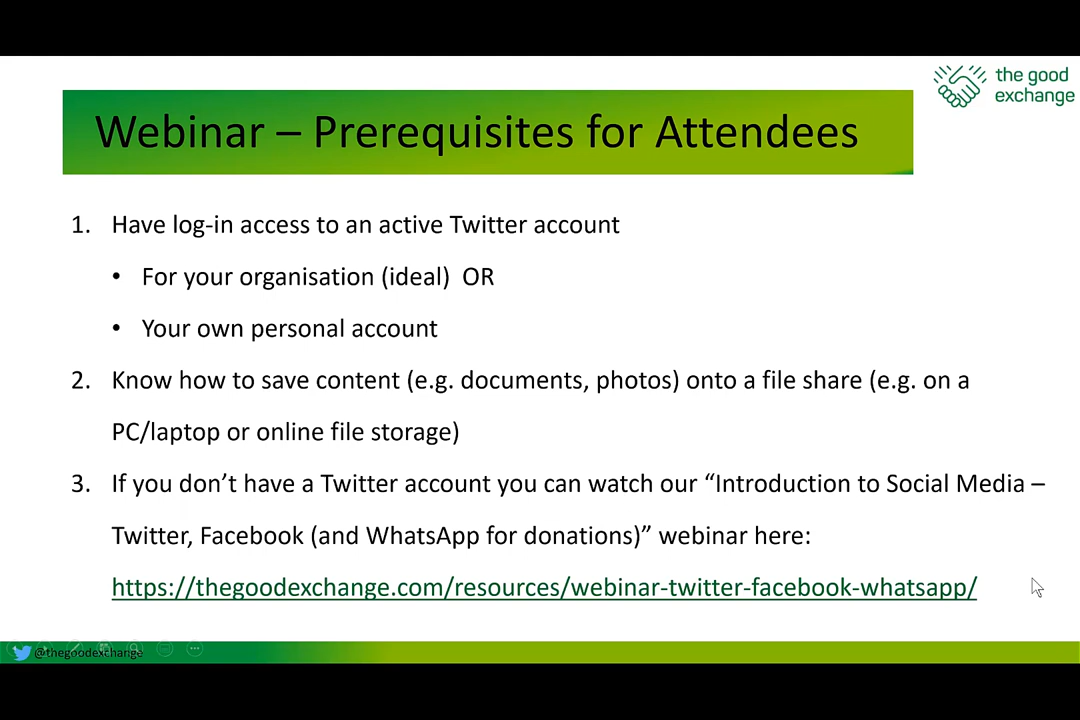 the good
exchange
Webinar – Prerequisites for Attendees
1. Have log-in access to an active Twitter account
• For your organisation (ideal)  OR
• Your own personal account
2. Know how to save content (e.g. documents, photos) onto a file share (e.g. on a
PC/laptop or online file storage)
3. If you don’t have a Twitter account you can watch our “Introduction to Social Media –
Twitter, Facebook (and WhatsApp for donations)” webinar here:
https://thegoodexchange.com/resources/webinar-twitter-facebook-whatsapp/
@thegoodexchange